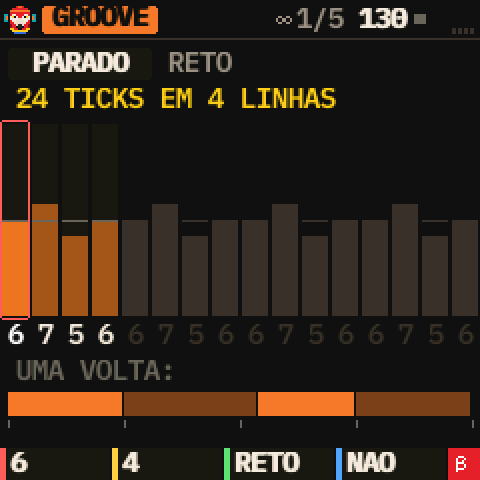 GROOVE ∞1/5 130
PARADO RETO
24 TICKS EM 4 LINHAS
6 7 5 6 6 7 5 6 6 7 5 6 6 7 5 6
UMA VOLTA:
6 4 RETO NAO β